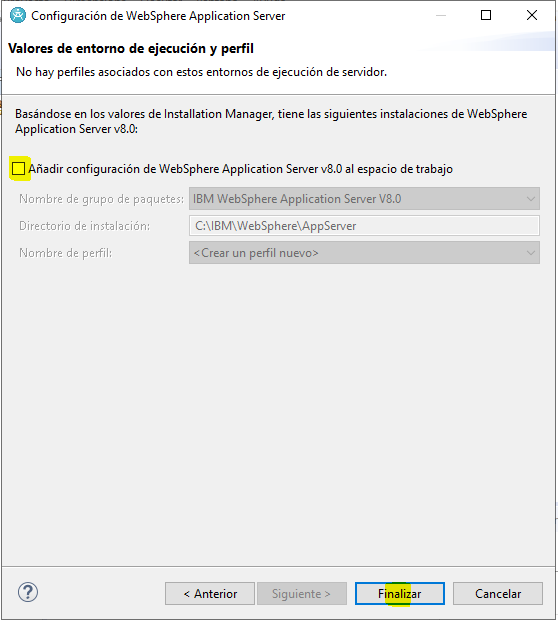 Configuración de WebSphere Application Server
Valores de entorno de ejecución y perfil
No hay perfiles asociados con estos entornos de ejecución de servidor.
Basándose en los valores de Installation Manager, tiene las siguientes instalaciones de WebSphere
Application Server v8.0:
Añadir configuración de WebSphere Application Server v8.0 al espacio de trabajo
Nombre de grupo de paquetes: IBM WebSphere Application Server V8.0
Directorio de instalación: C:\IBM\WebSphere\AppServer
Nombre de perfil: <Crear un perfil nuevo>
? < Anterior Siguiente > Finalizar Cancelar